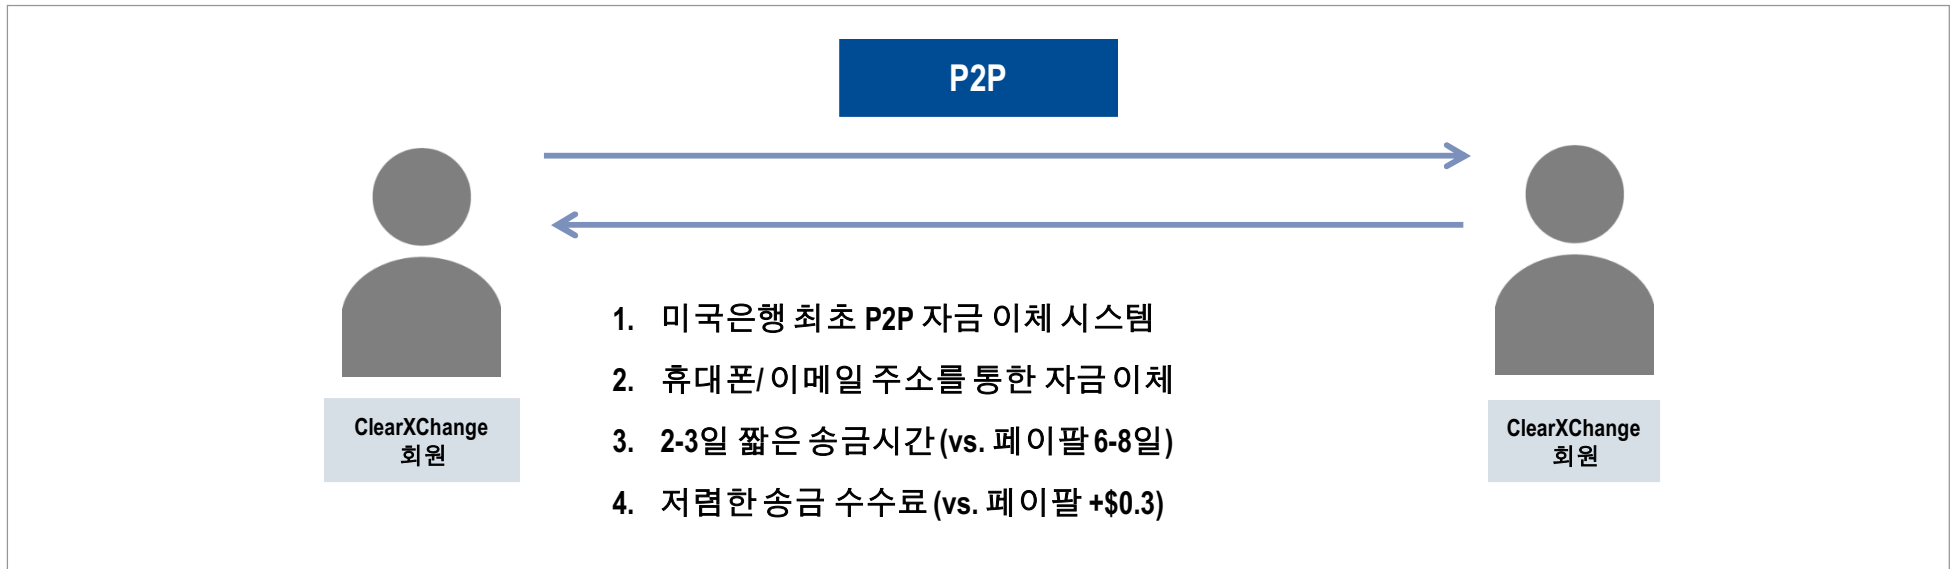 P2P
1. 미국은행 최초 P2P 자금 이체 시스템
2. 휴대폰/ 이메일 주소를 통한 자금 이체
3. 2-3일 짧은 송금시간 (vs. 페이팔 6-8일)
4. 저렴한 송금 수수료 (vs. 페이팔 +$0.3)
ClearXChange
회원
ClearXChange
회원